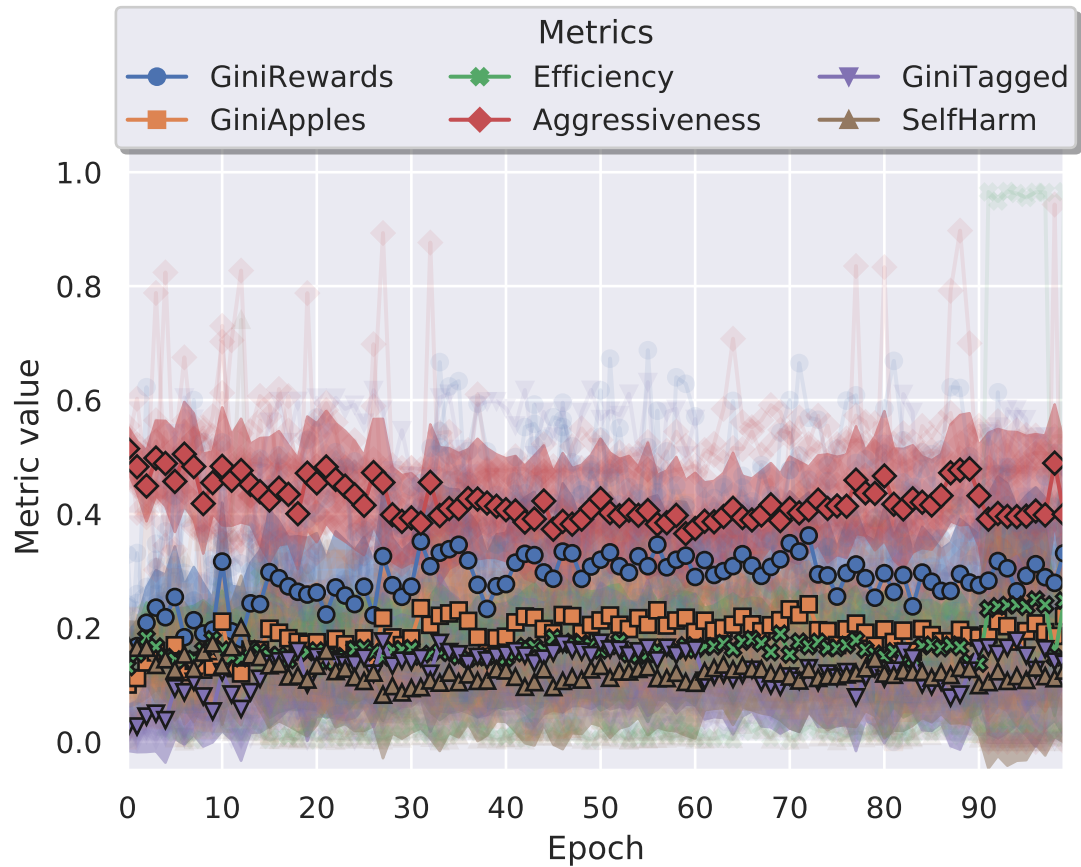 Metrics
GiniRewards Efficiency GiniTagged
GiniApples Aggressiveness SelfHarm
1.0
0.8
0.6
0.4
0.2
0.0
Metric value
0 10 20 30 40 50 60 70 80 90
Epoch